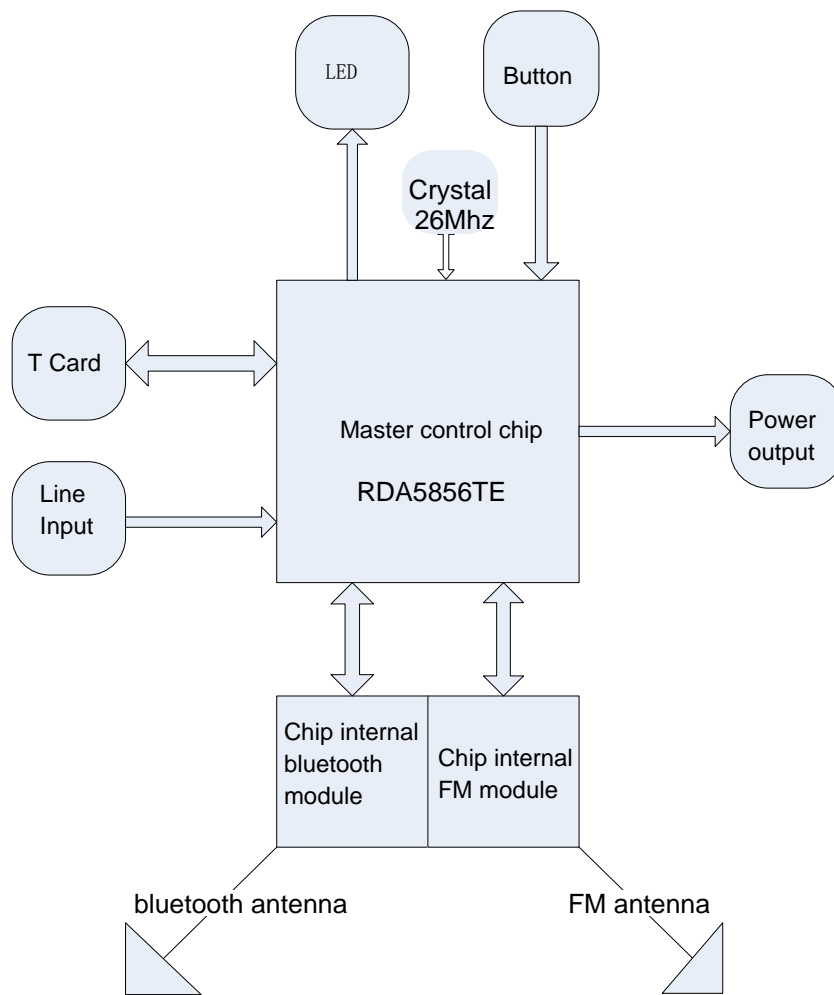 LED
Button
Crystal
26Mhz
T Card
Master control chip
RDA5856TE
Power
output
Line
Input
Chip internal
bluetooth
module
Chip internal
FM module
bluetooth antenna
FM antenna